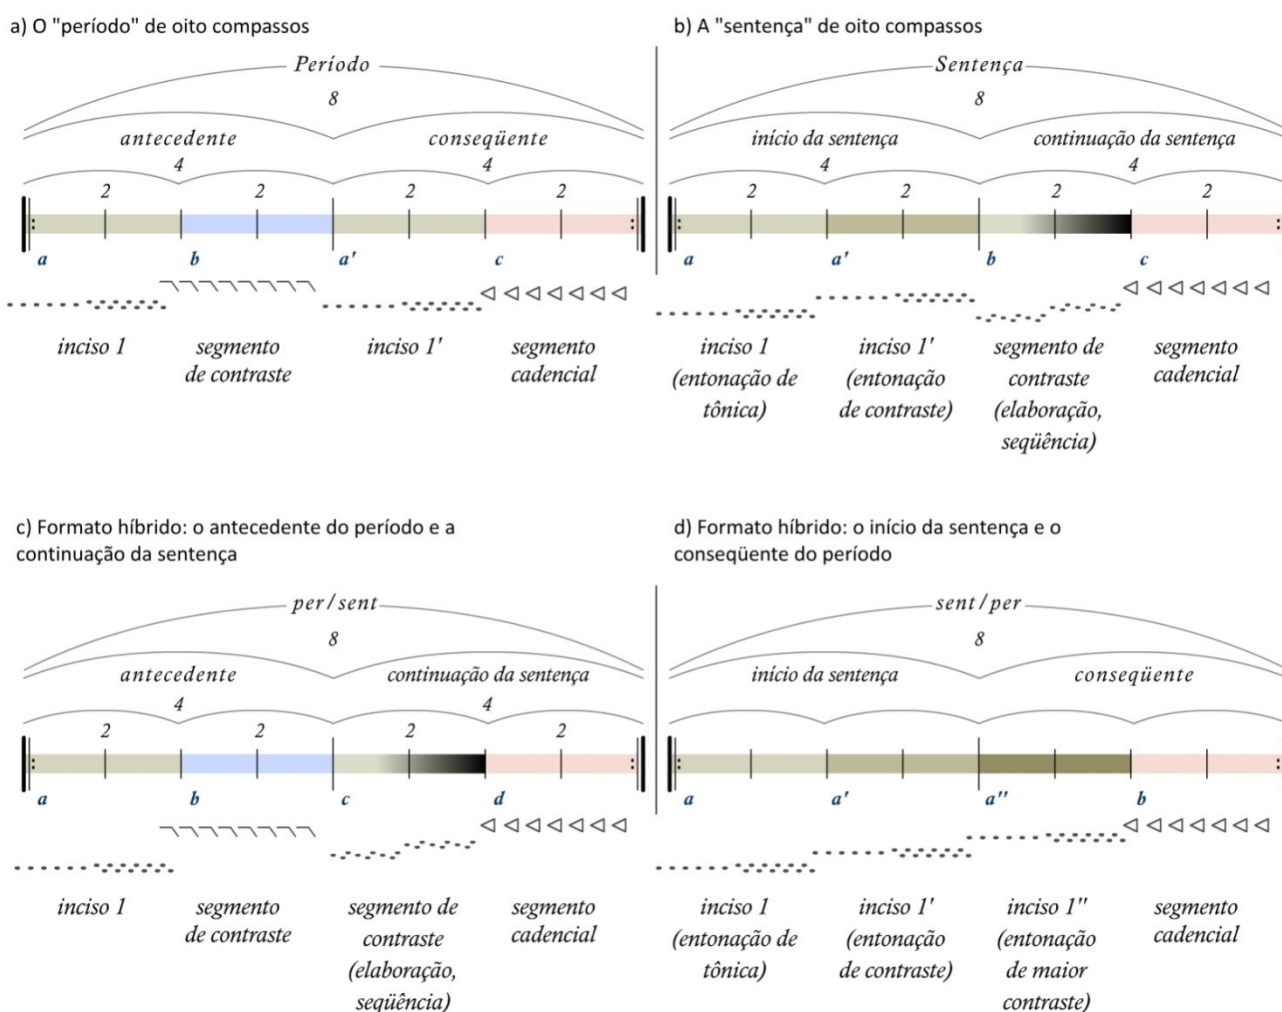 a) O "período" de oito compassos
Período
8
antecedente
conseqüente
4
4
2
2
2
2
a
b
a'
c
inciso 1
segmento
de contraste
inciso 1'
segmento
cadencial
b) A "sentença" de oito compassos
Sentença
8
início da sentença
continuação da sentença
4
4
2
2
2
2
a
a'
b
c
inciso 1
(entonação de
tônica)
inciso 1'
(entonação
de contraste)
segmento de
contraste
(elaboração,
seqüência)
segmento
cadencial
c) Formato híbrido: o antecedente do período e a
continuação da sentença
per/sent
8
antecedente
continuação da sentença
4
4
2
2
2
2
a
b
c
d
inciso 1
segmento
de contraste
segmento de
contraste
(elaboração,
seqüência)
segmento
cadencial
d) Formato híbrido: o início da sentença e o
conseqüente do período
sent/per
8
início da sentença
conseqüente
a
a'
a''
b
inciso 1
(entonação de
tônica)
inciso 1'
(entonação
de contraste)
inciso 1''
(entonação
de maior
contraste)
segmento
cadencial